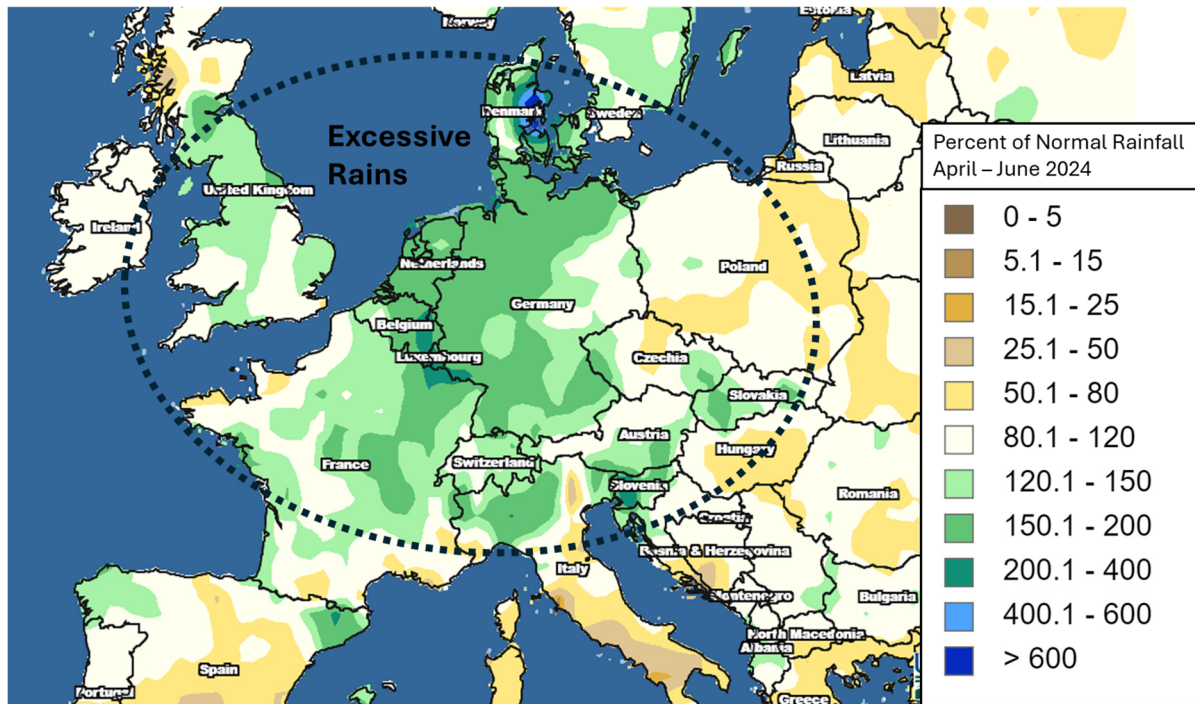 Norway
Estonia
Latvia
Denmark
Sweden
Excessive
Rains
Lithuania
Percent of Normal Rainfall
April – June 2024
Russia
United Kingdom
Ireland
0 - 5
5.1 - 15
Netherlands
Poland
15.1 - 25
Germany
Belgium
25.1 - 50
Luxembourg
Czechia
50.1 - 80
Slovakia
80.1 - 120
Austria
Hungary
France
Switzerland
120.1 - 150
Slovenia
Romania
150.1 - 200
Croatia
Bosnia & Herzegovina
Italy
200.1 - 400
Montenegro
Bulgaria
400.1 - 600
North Macedonia
Albania
> 600
Spain
Portugal
Greece